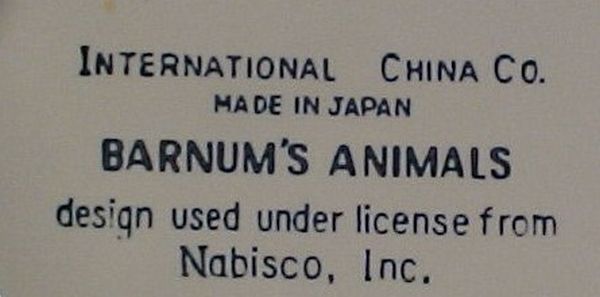 INTERNATIONAL CHINA CO.
MADE IN JAPAN
BARNUM'S ANIMALS
design used under license from
Nabisco, Inc.